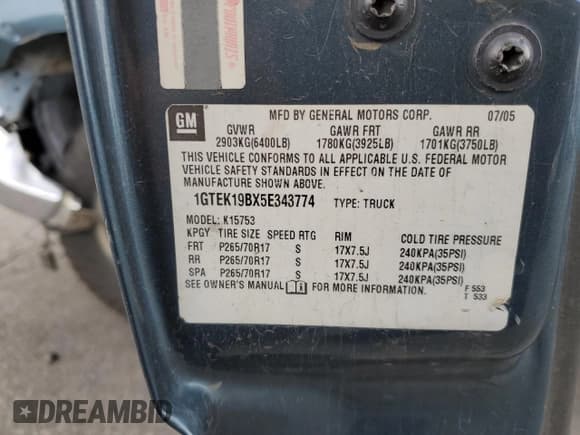 GM
MFD BY GENERAL MOTORS CORP. 07/05
GVWR GAWR FRT GAWR RR
2903KG(6400LB) 1780KG(3925LB) 1701KG(3750LB)
THIS VEHICLE CONFORMS TO ALL APPLICABLE U.S. FEDERAL MOTOR
VEHICLE SAFETY STANDARDS IN EFFECT ON THE DATE OF
MANUFACTURE SHOWN ABOVE.
1GTEK19BX5E343774 TYPE: TRUCK
MODEL: K15753
KPGY TIRE SIZE SPEED RTG RIM COLD TIRE PRESSURE
FRT P265/70R17 S 17X7.5J 240KPA(35PSI)
RR P265/70R17 S 17X7.5J 240KPA(35PSI)
SPA P265/70R17 S 17X7.5J 240KPA(35PSI)
SEE OWNER'S MANUAL FOR MORE INFORMATION.
F 553
T 533
DREAMBID